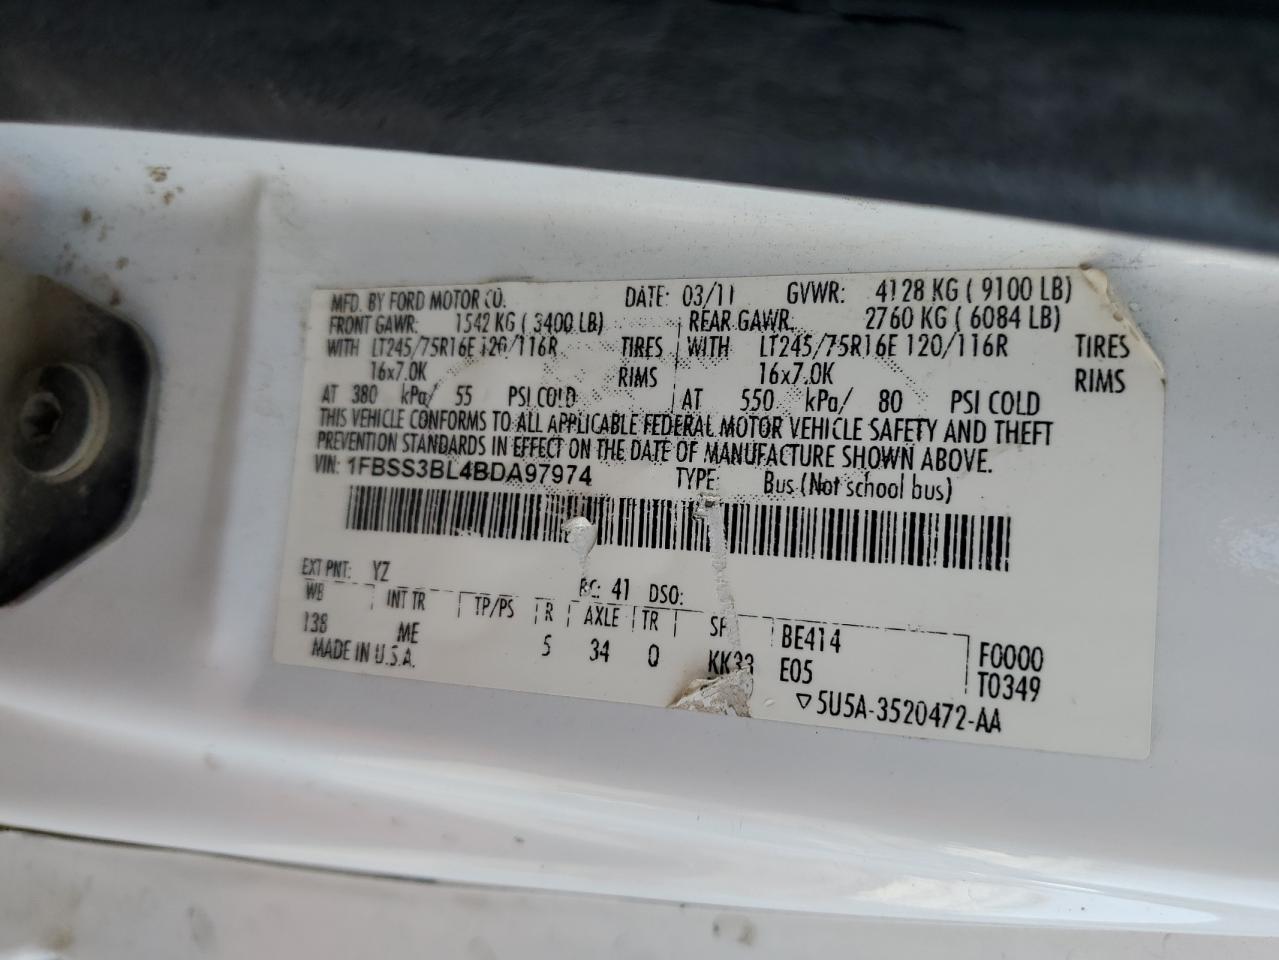 MFD. BY FORD MOTOR CO. DATE: 03/11 GVWR: 4128 KG ( 9100 LB)
FRONT GAWR: 1542 KG ( 3400 LB) REAR GAWR: 2760 KG ( 6084 LB)
WITH LT245/75R16E 120/116R TIRES WITH LT245/75R16E 120/116R TIRES
16x7.0K RIMS 16x7.0K RIMS
AT 380 kPa/ 55 PSI COLD AT 550 kPa/ 80 PSI COLD
THIS VEHICLE CONFORMS TO ALL APPLICABLE FEDERAL MOTOR VEHICLE SAFETY AND THEFT
PREVENTION STANDARDS IN EFFECT ON THE DATE OF MANUFACTURE SHOWN ABOVE.
VIN: 1FBSS3BL4BDA97974 TYPE: Bus (Not school bus)
EXT PNT: YZ RC: 41 DSO:
WB INT TR TP/PS R AXLE TR SPR BE414 F0000
138 ME 5 34 Q KK33 E05 T0349
MADE IN U.S.A. ▽5U5A-3520472-AA